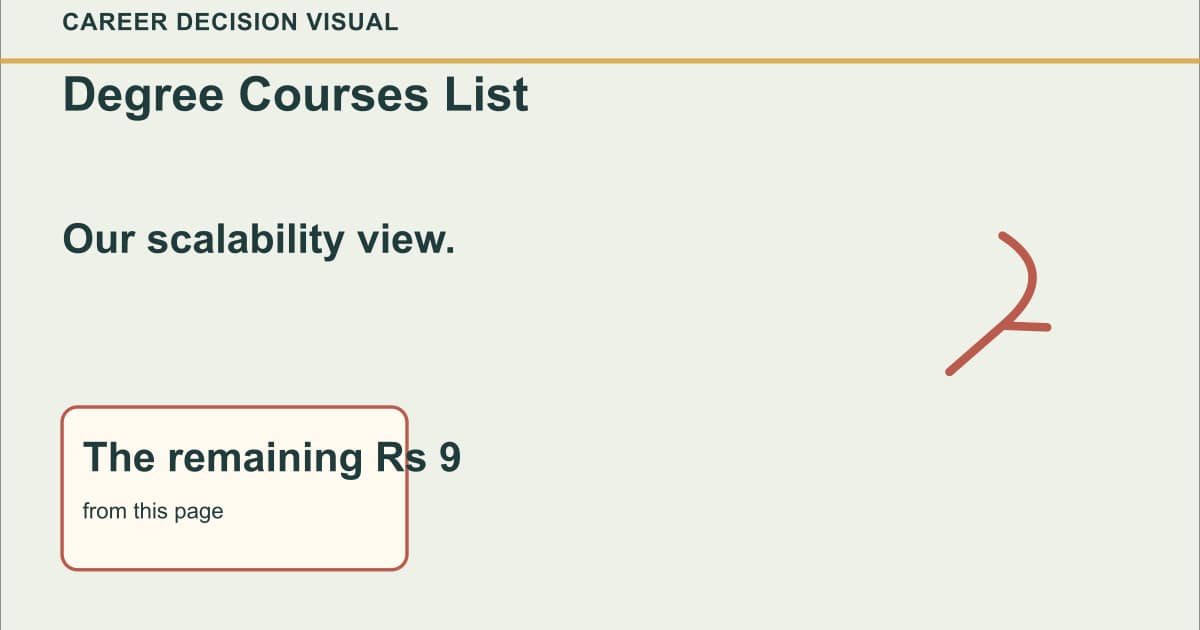 CAREER DECISION VISUAL
Degree Courses List
Our scalability view.
The remaining Rs 9
from this page